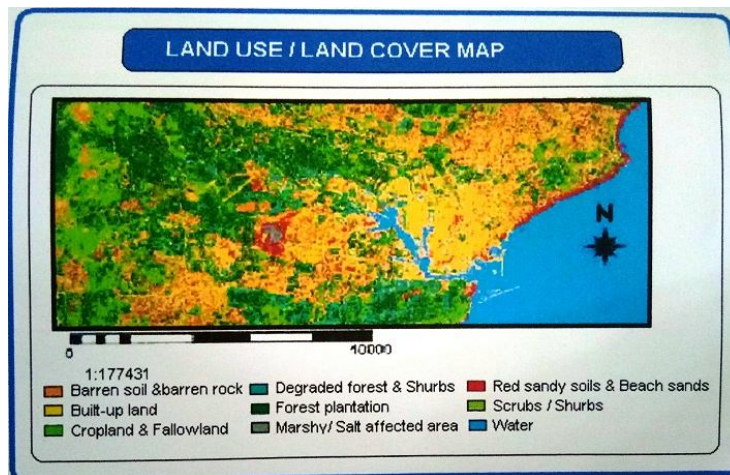 LAND USE / LAND COVER MAP
N
0 10000
1:177431
Barren soil &barren rock
Built-up land
Cropland & Fallowland
Degraded forest & Shurbs
Forest plantation
Marshy/ Salt affected area
Red sandy soils & Beach sands
Scrubs / Shurbs
Water